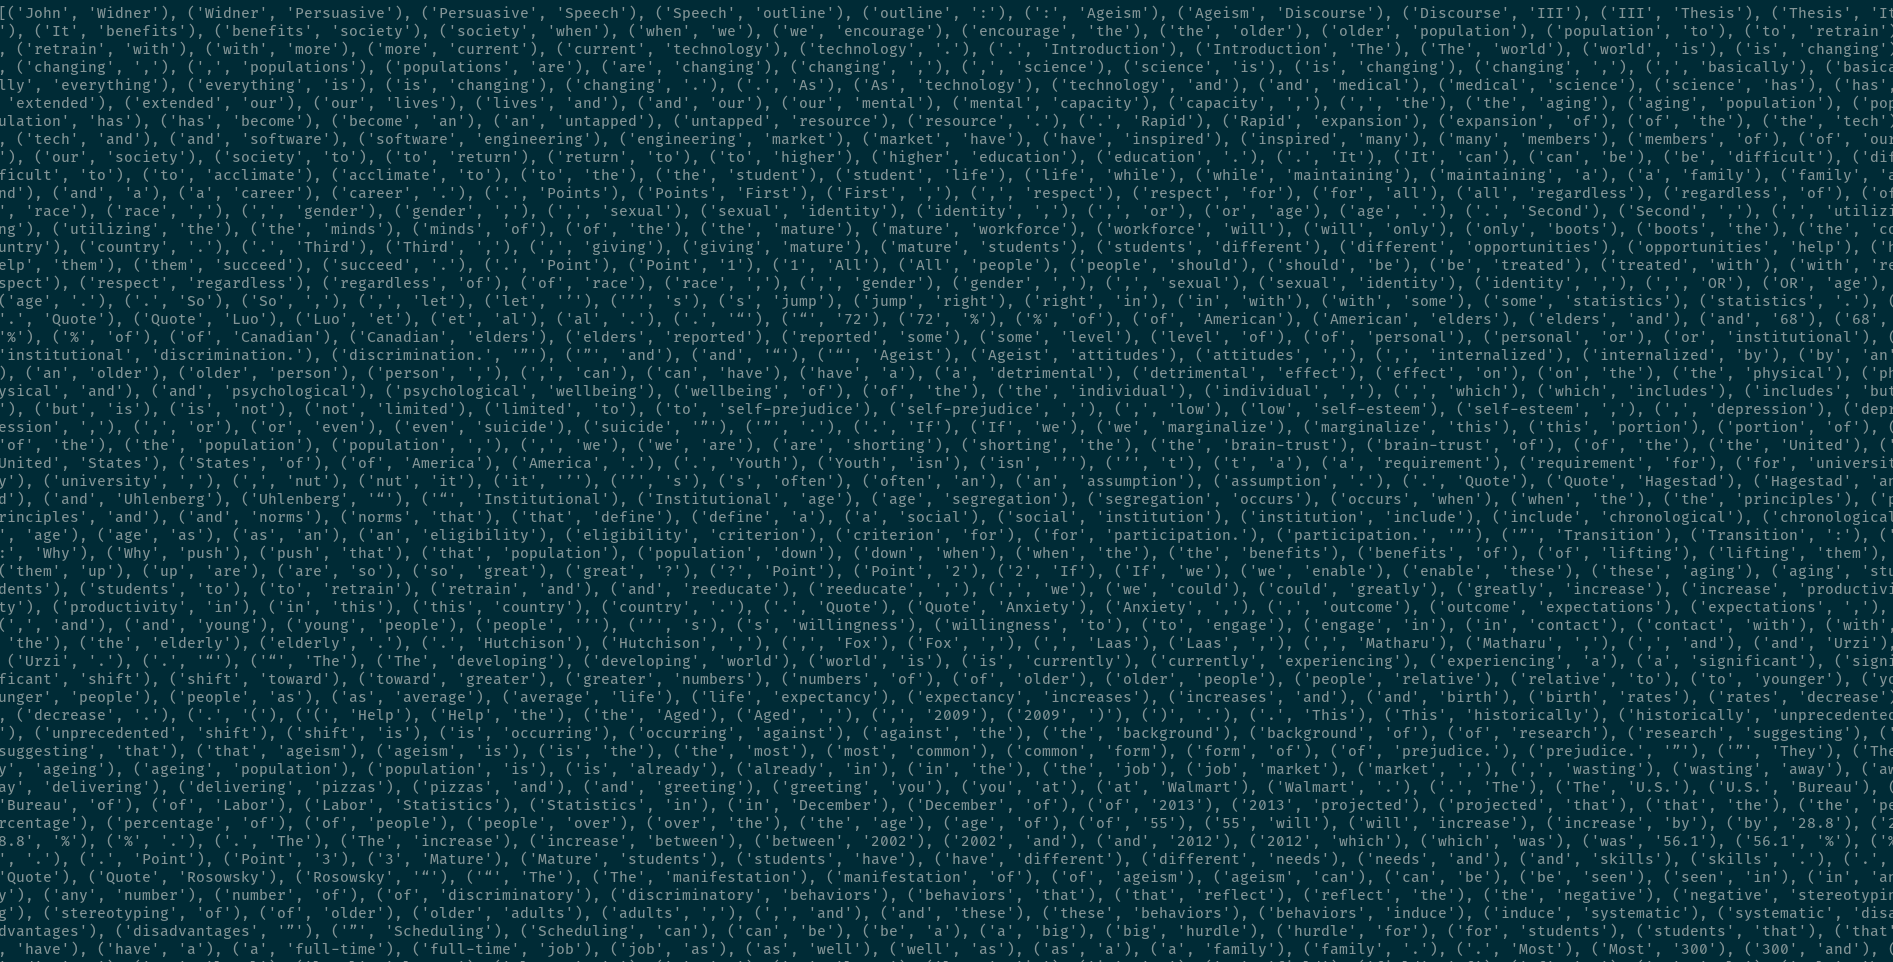 [('John', 'Widner'), ('Widner', 'Persuasive'), ('Persuasive', 'Speech'), ('Speech', 'outline'), ('outline', ':'), (':', 'Ageism'), ('Ageism', 'Discourse'), ('Discourse', 'III'), ('III', 'Thesis'), ('Thesis', 'It
'), ('It', 'benefits'), ('benefits', 'society'), ('society', 'when'), ('when', 'we'), ('we', 'encourage'), ('encourage', 'the'), ('the', 'older'), ('older', 'population'), ('population', 'to'), ('to', 'retrain'
, ('retrain', 'with'), ('with', 'more'), ('more', 'current'), ('current', 'technology'), ('technology', '.'), ('.', 'Introduction'), ('Introduction', 'The'), ('The', 'world'), ('world', 'is'), ('is', 'changing'
, ('changing', ','), (',', 'populations'), ('populations', 'are'), ('are', 'changing'), ('changing', ','), (',', 'science'), ('science', 'is'), ('is', 'changing'), ('changing', ','), (',', 'basically'), ('basica
lly', 'everything'), ('everything', 'is'), ('is', 'changing'), ('changing', '.'), ('.', 'As'), ('As', 'technology'), ('technology', 'and'), ('and', 'medical'), ('medical', 'science'), ('science', 'has'), ('has'
'extended'), ('extended', 'our'), ('our', 'lives'), ('lives', 'and'), ('and', 'our'), ('our', 'mental'), ('mental', 'capacity'), ('capacity', ','), (',', 'the'), ('the', 'aging'), ('aging', 'population'), ('pop
ulation', 'has'), ('has', 'become'), ('become', 'an'), ('an', 'untapped'), ('untapped', 'resource'), ('resource', '.'), ('.', 'Rapid'), ('Rapid', 'expansion'), ('expansion', 'of'), ('of', 'the'), ('the', 'tech'
, ('tech', 'and'), ('and', 'software'), ('software', 'engineering'), ('engineering', 'market'), ('market', 'have'), ('have', 'inspired'), ('inspired', 'many'), ('many', 'members'), ('members', 'of'), ('of', 'our
'), ('our', 'society'), ('society', 'to'), ('to', 'return'), ('return', 'to'), ('to', 'higher'), ('higher', 'education'), ('education', '.'), ('.', 'It'), ('It', 'can'), ('can', 'be'), ('be', 'difficult'), ('dif
ficult', 'to'), ('to', 'acclimate'), ('acclimate', 'to'), ('to', 'the'), ('the', 'student'), ('student', 'life'), ('life', 'while'), ('while', 'maintaining'), ('maintaining', 'a'), ('a', 'family'), ('family', 'a
nd'), ('and', 'a'), ('a', 'career'), ('career', '.'), ('.', 'Points'), ('Points', 'First'), ('First', ','), (',', 'respect'), ('respect', 'for'), ('for', 'all'), ('all', 'regardless'), ('regardless', 'of'), ('of
', 'race'), ('race', ','), (',', 'gender'), ('gender', ','), (',', 'sexual'), ('sexual', 'identity'), ('identity', ','), (',', 'or'), ('or', 'age'), ('age', '.'), ('.', 'Second'), ('Second', ','), (',', 'utilizi
ng'), ('utilizing', 'the'), ('the', 'minds'), ('minds', 'of'), ('of', 'the'), ('the', 'mature'), ('mature', 'workforce'), ('workforce', 'will'), ('will', 'only'), ('only', 'boots'), ('boots', 'the'), ('the', 'co
untry'), ('country', '.'), ('.', 'Third'), ('Third', ','), (',', 'giving'), ('giving', 'mature'), ('mature', 'students'), ('students', 'different'), ('different', 'opportunities'), ('opportunities', 'help'), ('h
elp', 'them'), ('them', 'succeed'), ('succeed', '.'), ('.', 'Point'), ('Point', '1'), ('1', 'All'), ('All', 'people'), ('people', 'should'), ('should', 'be'), ('be', 'treated'), ('treated', 'with'), ('with', 're
spect'), ('respect', 'regardless'), ('regardless', 'of'), ('of', 'race'), ('race', ','), (',', 'gender'), ('gender', ','), (',', 'sexual'), ('sexual', 'identity'), ('identity', ','), (',', 'OR'), ('OR', 'age'),
('age', '.'), ('.', 'So'), ('So', ','), (',', 'let'), ('let', '’'), ('’', 's'), ('s', 'jump'), ('jump', 'right'), ('right', 'in'), ('in', 'with'), ('with', 'some'), ('some', 'statistics'), ('statistics', '.'), (
'.', 'Quote'), ('Quote', 'Luo'), ('Luo', 'et'), ('et', 'al'), ('al', '.'), ('.', '“'), ('“', '72'), ('72', '%'), ('%', 'of'), ('of', 'American'), ('American', 'elders'), ('elders', 'and'), ('and', '68'), ('68',
'%'), ('%', 'of'), ('of', 'Canadian'), ('Canadian', 'elders'), ('elders', 'reported'), ('reported', 'some'), ('some', 'level'), ('level', 'of'), ('of', 'personal'), ('personal', 'or'), ('or', 'institutional'), (
'institutional', 'discrimination.'), ('discrimination.', '”'), ('”', 'and'), ('and', '“'), ('“', 'Ageist'), ('Ageist', 'attitudes'), ('attitudes', ','), (',', 'internalized'), ('internalized', 'by'), ('by', 'an'
), ('an', 'older'), ('older', 'person'), ('person', ','), (',', 'can'), ('can', 'have'), ('have', 'a'), ('a', 'detrimental'), ('detrimental', 'effect'), ('effect', 'on'), ('on', 'the'), ('the', 'physical'), ('ph
ysical', 'and'), ('and', 'psychological'), ('psychological', 'wellbeing'), ('wellbeing', 'of'), ('of', 'the'), ('the', 'individual'), ('individual', ','), (',', 'which'), ('which', 'includes'), ('includes', 'but
'), ('but', 'is'), ('is', 'not'), ('not', 'limited'), ('limited', 'to'), ('to', 'self-prejudice'), ('self-prejudice', ','), (',', 'low'), ('low', 'self-esteem'), ('self-esteem', ','), (',', 'depression'), ('depr
ession', ','), (',', 'or'), ('or', 'even'), ('even', 'suicide'), ('suicide', '”'), ('”', '.'), ('.', 'If'), ('If', 'we'), ('we', 'marginalize'), ('marginalize', 'this'), ('this', 'portion'), ('portion', 'of'), (
'of', 'the'), ('the', 'population'), ('population', ','), (',', 'we'), ('we', 'are'), ('are', 'shorting'), ('shorting', 'the'), ('the', 'brain-trust'), ('brain-trust', 'of'), ('of', 'the'), ('the', 'United'), ('
United', 'States'), ('States', 'of'), ('of', 'America'), ('America', '.'), ('.', 'Youth'), ('Youth', 'isn'), ('isn', '’'), ('’', 't'), ('t', 'a'), ('a', 'requirement'), ('requirement', 'for'), ('for', 'universit
y'), ('university', ','), (',', 'nut'), ('nut', 'it'), ('it', '’'), ('’', 's'), ('s', 'often'), ('often', 'an'), ('an', 'assumption'), ('assumption', '.'), ('.', 'Quote'), ('Quote', 'Hagestad'), ('Hagestad', 'an
d'), ('and', 'Uhlenberg'), ('Uhlenberg', '“'), ('“', 'Institutional'), ('Institutional', 'age'), ('age', 'segregation'), ('segregation', 'occurs'), ('occurs', 'when'), ('when', 'the'), ('the', 'principles'), ('p
rinciples', 'and'), ('and', 'norms'), ('norms', 'that'), ('that', 'define'), ('define', 'a'), ('a', 'social'), ('social', 'institution'), ('institution', 'include'), ('include', 'chronological'), ('chronological
', 'age'), ('age', 'as'), ('as', 'an'), ('an', 'eligibility'), ('eligibility', 'criterion'), ('criterion', 'for'), ('for', 'participation.'), ('participation.', '”'), ('”', 'Transition'), ('Transition', ':'), ('
:', 'Why'), ('Why', 'push'), ('push', 'that'), ('that', 'population'), ('population', 'down'), ('down', 'when'), ('when', 'the'), ('the', 'benefits'), ('benefits', 'of'), ('of', 'lifting'), ('lifting', 'them'),
('them', 'up'), ('up', 'are'), ('are', 'so'), ('so', 'great'), ('great', '?'), ('?', 'Point'), ('Point', '2'), ('2', 'If'), ('If', 'we'), ('we', 'enable'), ('enable', 'these'), ('these', 'aging'), ('aging', 'stu
dents'), ('students', 'to'), ('to', 'retrain'), ('retrain', 'and'), ('and', 'reeducate'), ('reeducate', ','), (',', 'we'), ('we', 'could'), ('could', 'greatly'), ('greatly', 'increase'), ('increase', 'productivi
ty'), ('productivity', 'in'), ('in', 'this'), ('this', 'country'), ('country', '.'), ('.', 'Quote'), ('Quote', 'Anxiety'), ('Anxiety', ','), (',', 'outcome'), ('outcome', 'expectations'), ('expectations', ','),
(',', 'and'), ('and', 'young'), ('young', 'people'), ('people', '’'), ('’', 's'), ('s', 'willingness'), ('willingness', 'to'), ('to', 'engage'), ('engage', 'in'), ('in', 'contact'), ('contact', 'with'), ('with',
'the'), ('the', 'elderly'), ('elderly', '.'), ('.', 'Hutchison'), ('Hutchison', ','), (',', 'Fox'), ('Fox', ','), (',', 'Laas'), ('Laas', ','), (',', 'Matharu'), ('Matharu', ','), (',', 'and'), ('and', 'Urzi'),
('Urzi', '.'), ('.', '“'), ('“', 'The'), ('The', 'developing'), ('developing', 'world'), ('world', 'is'), ('is', 'currently'), ('currently', 'experiencing'), ('experiencing', 'a'), ('a', 'significant'), ('signi
ficant', 'shift'), ('shift', 'toward'), ('toward', 'greater'), ('greater', 'numbers'), ('numbers', 'of'), ('of', 'older'), ('older', 'people'), ('people', 'relative'), ('relative', 'to'), ('to', 'younger'), ('yo
unger', 'people'), ('people', 'as'), ('as', 'average'), ('average', 'life'), ('life', 'expectancy'), ('expectancy', 'increases'), ('increases', 'and'), ('and', 'birth'), ('birth', 'rates'), ('rates', 'decrease')
, ('decrease', '.'), ('.', '('), ('(', 'Help'), ('Help', 'the'), ('the', 'Aged'), ('Aged', ','), (',', '2009'), ('2009', ')'), (')', '.'), ('.', 'This'), ('This', 'historically'), ('historically', 'unprecedented
'), ('unprecedented', 'shift'), ('shift', 'is'), ('is', 'occurring'), ('occurring', 'against'), ('against', 'the'), ('the', 'background'), ('background', 'of'), ('of', 'research'), ('research', 'suggesting'), ('
suggesting', 'that'), ('that', 'ageism'), ('ageism', 'is'), ('is', 'the'), ('the', 'most'), ('most', 'common'), ('common', 'form'), ('form', 'of'), ('of', 'prejudice.'), ('prejudice.', '”'), ('”', 'They'), ('The
y', 'ageing'), ('ageing', 'population'), ('population', 'is'), ('is', 'already'), ('already', 'in'), ('in', 'the'), ('the', 'job'), ('job', 'market'), ('market', ','), (',', 'wasting'), ('wasting', 'away'), ('aw
ay', 'delivering'), ('delivering', 'pizzas'), ('pizzas', 'and'), ('and', 'greeting'), ('greeting', 'you'), ('you', 'at'), ('at', 'Walmart'), ('Walmart', '.'), ('.', 'The'), ('The', 'U.S.'), ('U.S.', 'Bureau'), (
'Bureau', 'of'), ('of', 'Labor'), ('Labor', 'Statistics'), ('Statistics', 'in'), ('in', 'December'), ('December', 'of'), ('of', '2013'), ('2013', 'projected'), ('projected', 'that'), ('that', 'the'), ('the', 'pe
rcentage', 'of'), ('of', 'people'), ('people', 'over'), ('over', 'the'), ('the', 'age'), ('age', 'of'), ('of', '55'), ('55', 'will'), ('will', 'increase'), ('increase', 'by'), ('by', '28.8'), ('2
8.8', '%'), ('%', '.'), ('.', 'The'), ('The', 'increase'), ('increase', 'between'), ('between', '2002'), ('2002', 'and'), ('and', '2012'), ('2012', 'which'), ('which', 'was'), ('was', '56.1'), ('56.1', '%'), ('%
', '.'), ('.', 'Point'), ('Point', '3'), ('3', 'Mature'), ('Mature', 'students'), ('students', 'have'), ('have', 'different'), ('different', 'needs'), ('needs', 'and'), ('and', 'skills'), ('skills', '.'), ('.',
'Quote'), ('Quote', 'Rosowsky'), ('Rosowsky', '“'), ('“', 'The'), ('The', 'manifestation'), ('manifestation', 'of'), ('of', 'ageism'), ('ageism', 'can'), ('can', 'be'), ('be', 'seen'), ('seen', 'in'), ('in', 'an
y'), ('any', 'number'), ('number', 'of'), ('of', 'discriminatory'), ('discriminatory', 'behaviors'), ('behaviors', 'that'), ('that', 'reflect'), ('reflect', 'the'), ('the', 'negative'), ('negative', 'stereotypin
g'), ('stereotyping', 'of'), ('of', 'older'), ('older', 'adults'), ('adults', ','), (',', 'and'), ('and', 'these'), ('these', 'behaviors'), ('behaviors', 'induce'), ('induce', 'systematic'), ('systematic', 'disa
dvantages'), ('disadvantages', '”'), ('”', 'Scheduling'), ('Scheduling', 'can'), ('can', 'be'), ('be', 'a'), ('a', 'big'), ('big', 'hurdle'), ('hurdle', 'for'), ('for', 'students'), ('students', 'that'), ('that'
, 'have'), ('have', 'a'), ('a', 'full-time'), ('full-time', 'job'), ('job', 'as'), ('as', 'well'), ('well', 'as'), ('as', 'a'), ('a', 'family'), ('family', '.'), ('.', 'Most'), ('Most', '300'), ('300', 'and'), (